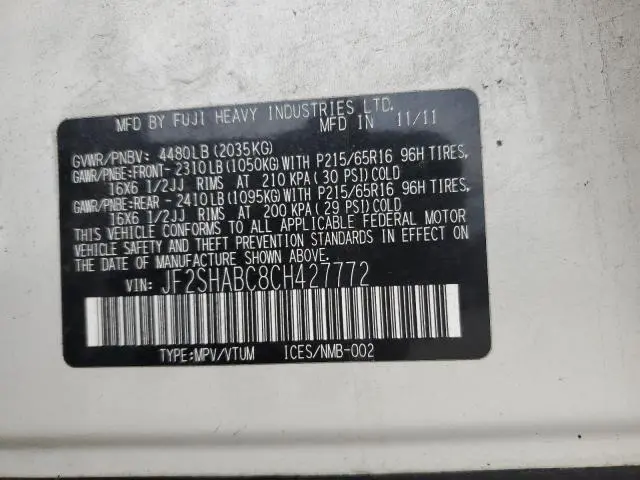 MFD BY FUJI HEAVY INDUSTRIES LTD.
MFD IN 11/11
GVWR/PNBV: 4480LB (2035KG)
GAWR/PNBE:FRONT- 2310LB(1050KG)WITH P215/65R16 96H TIRES,
16X6 1/2JJ RIMS AT 210 KPA ( 30 PSI) COLD
GAWR/PNBE:REAR - 2410LB(1095KG)WITH P215/65R16 96H TIRES,
16X6 1/2JJ RIMS AT 200 KPA (29 PSI)COLD
THIS VEHICLE CONFORMS TO ALL APPLICABLE FEDERAL MOTOR
VEHICLE SAFETY AND THEFT PREVENTION STANDARDS IN EFFECT ON
THE DATE OF MANUFACTURE SHOWN ABOVE.
VIN: JF2SHABC8CH427772
TYPE:MPV/VTUM ICES/NMB-002